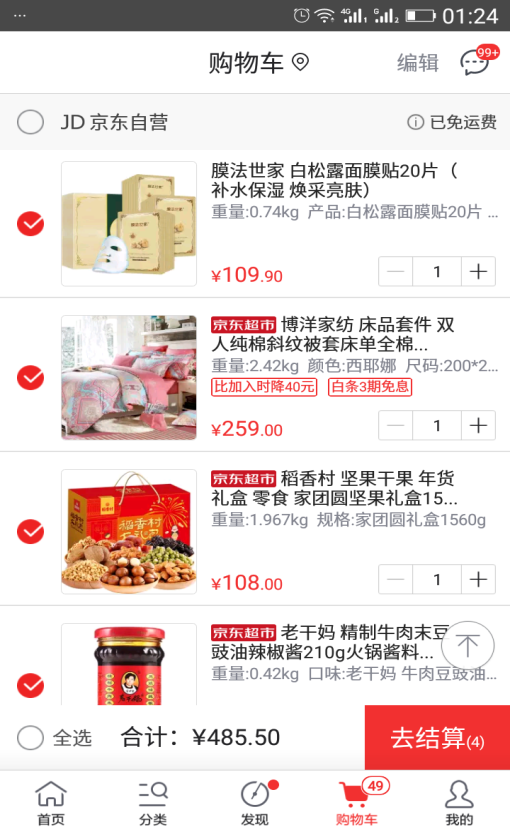 4G 1 G 2 01:24
购物车 编辑 99+
JD 京东自营 已免运费
膜法世家 白松露面膜贴20片（
补水保湿 焕采亮肤）
重量:0.74kg 产品:白松露面膜贴20片 ...
¥109.90 1
京东超市 博洋家纺 床品套件 双
人纯棉斜纹被套床单全棉...
重量:2.42kg 颜色:西耶娜 尺码:200*2...
比加入时降40元 白条3期免息
¥259.00 1
京东超市 稻香村 坚果干果 年货
礼盒 零食 家团圆坚果礼盒15...
重量:1.967kg 规格:家团圆礼盒1560g
稻香村
¥108.00 1
京东超市 老干妈 精制牛肉末豆
豉油辣椒酱210g火锅酱料...
重量:0.42kg 口味:老干妈 牛肉豆豉油...
全选 合计：¥485.50 去结算(4)
49
首页 分类 发现 购物车 我的